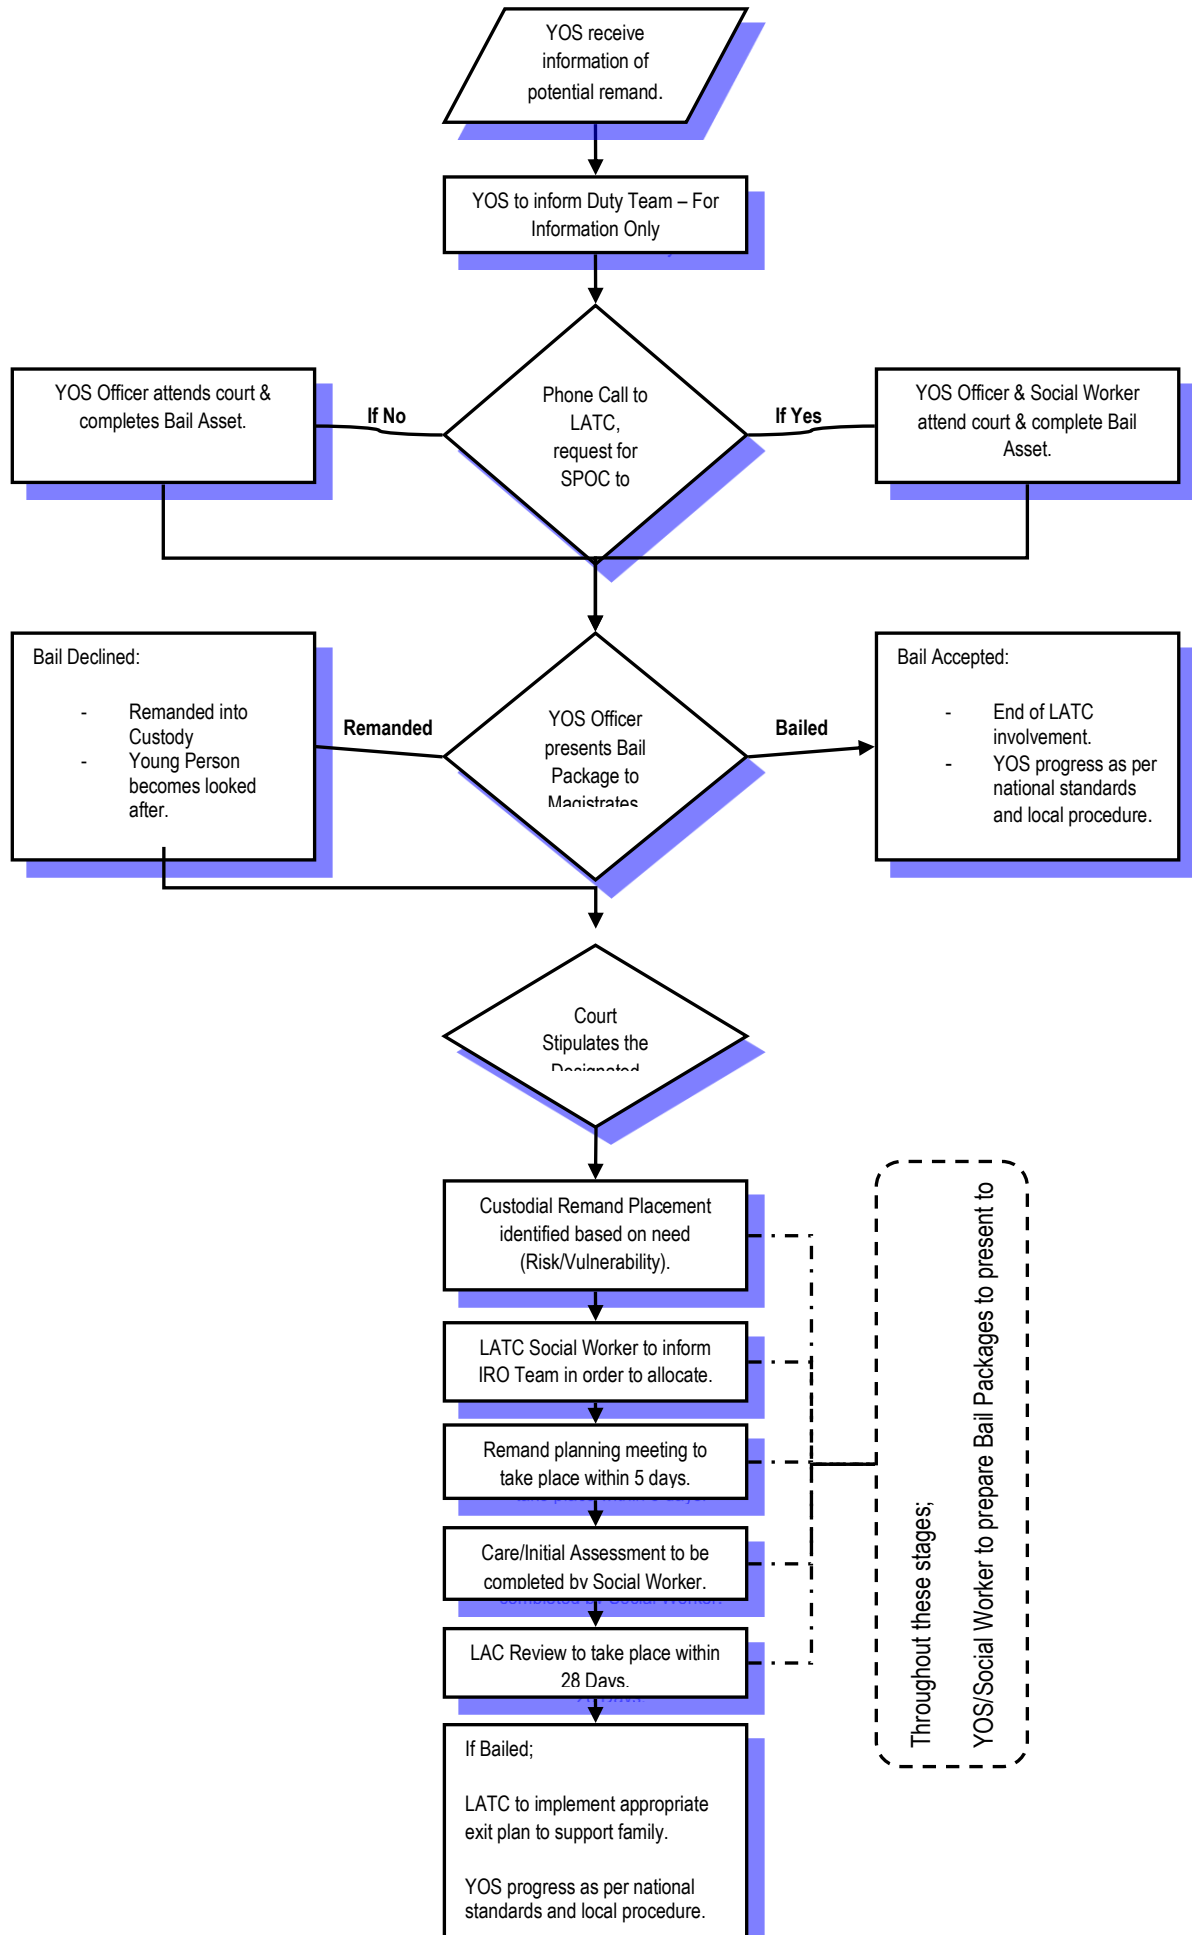 YOS receive
information of
potential remand.
YOS to inform Duty Team – For
Information Only
YOS Officer attends court &
completes Bail Asset.
If No
Phone Call to
LATC,
request for
SPOC to
If Yes
YOS Officer & Social Worker
attend court & complete Bail
Asset.
Bail Declined:
- Remanded into
Custody
- Young Person
becomes looked
after.
Remanded
YOS Officer
presents Bail
Package to
Magistrates
Bailed
Bail Accepted:
- End of LATC
involvement.
- YOS progress as per
national standards
and local procedure.
Court
Stipulates the
Designated
Custodial Remand Placement
identified based on need
(Risk/Vulnerability).
LATC Social Worker to inform
IRO Team in order to allocate.
Remand planning meeting to
take place within 5 days.
Care/Initial Assessment to be
completed by Social Worker.
LAC Review to take place within
28 Days.
Throughout these stages;
YOS/Social Worker to prepare Bail Packages to present to
If Bailed;
LATC to implement appropriate
exit plan to support family.
YOS progress as per national
standards and local procedure.